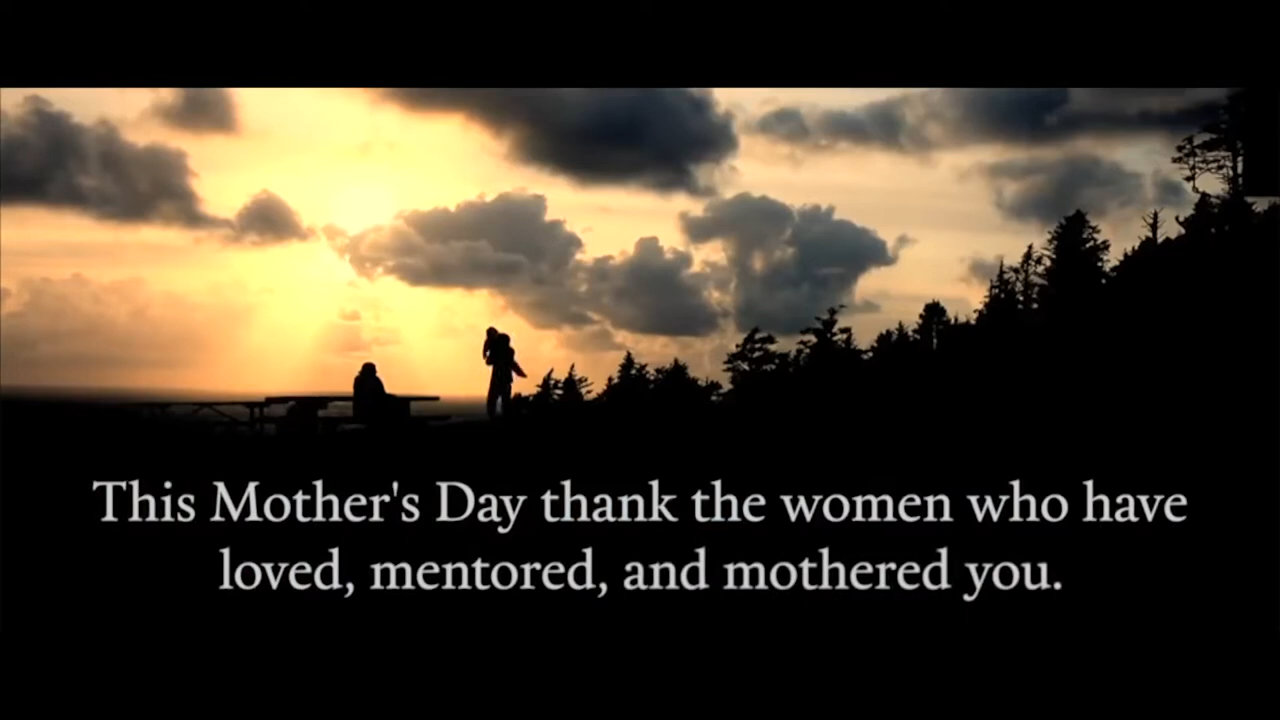 This Mother's Day thank the women who have
loved, mentored, and mothered you.